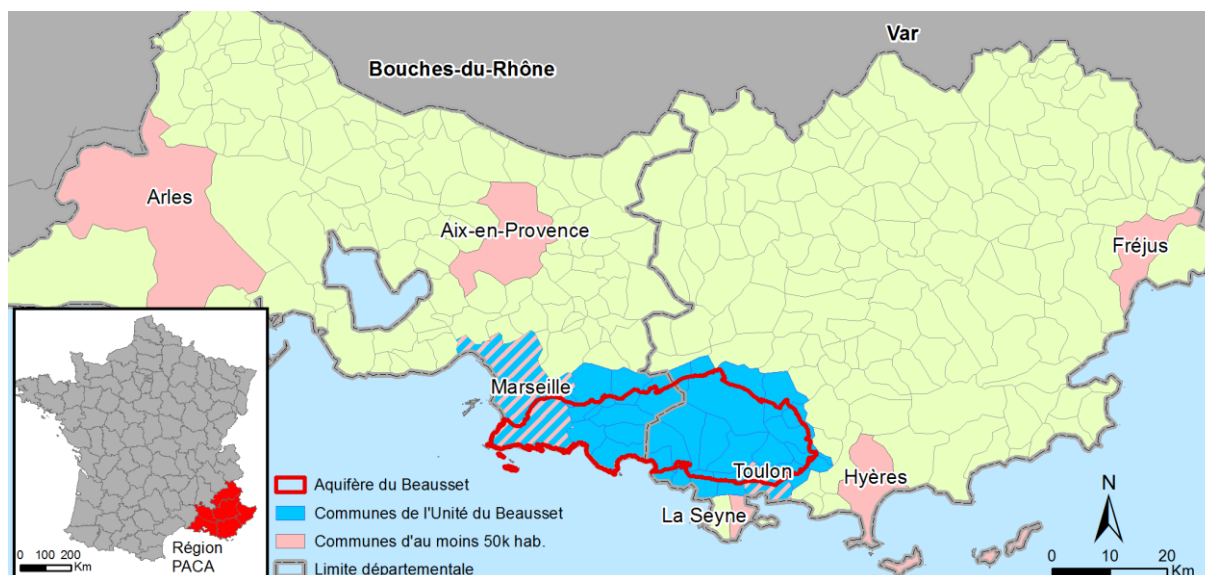 Var
Bouches-du-Rhône
Arles
Aix-en-Provence
Fréjus
Marseille
Toulon
Hyères
La Seyne
Aquifère du Beausset
Communes de l'Unité du Beausset
Communes d'au moins 50k hab.
Limite départementale
Région
PACA
0 100 200
Km
N
0 10 20
Km